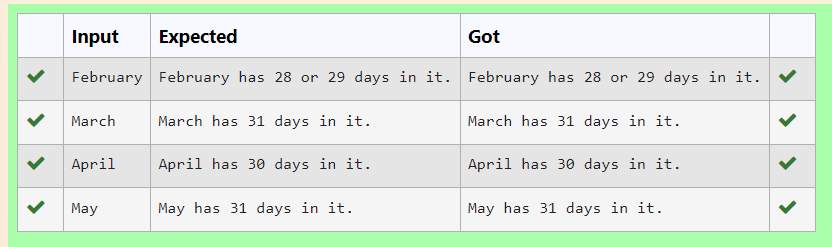 Input Expected Got
February February has 28 or 29 days in it. February has 28 or 29 days in it.
March March has 31 days in it. March has 31 days in it.
April April has 30 days in it. April has 30 days in it.
May May has 31 days in it. May has 31 days in it.